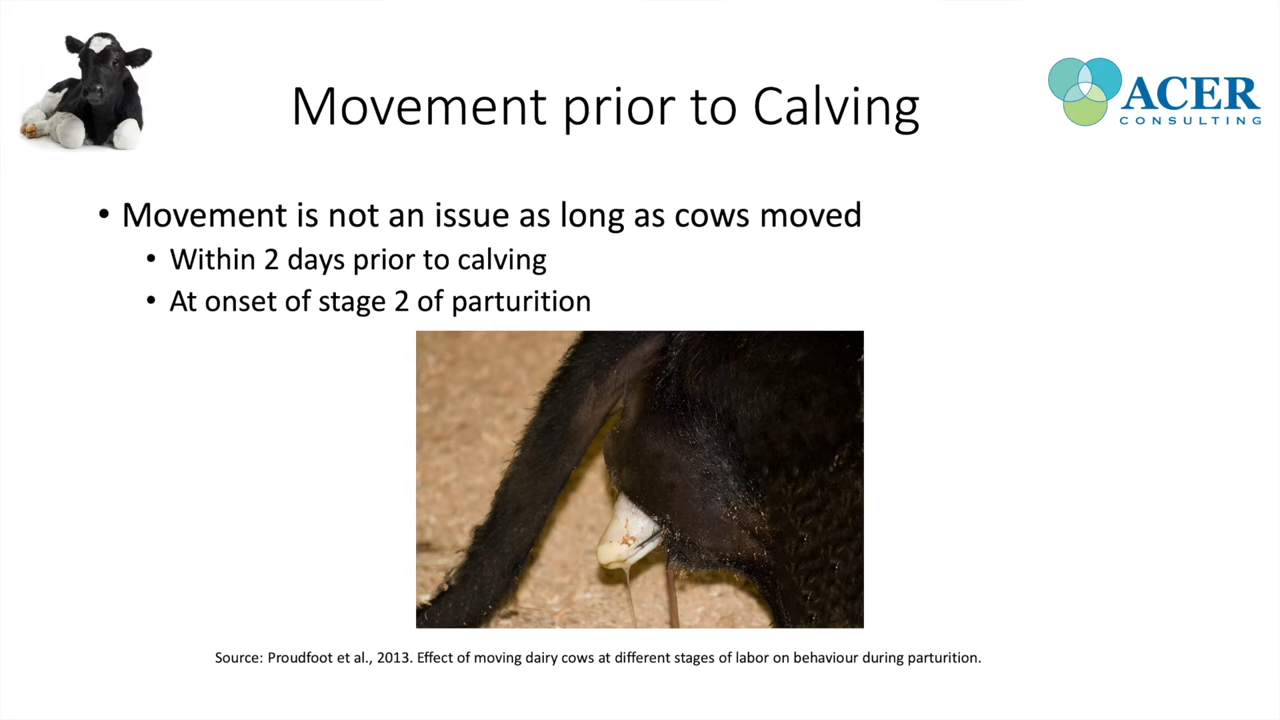 ACER
CONSULTING
Movement prior to Calving
• Movement is not an issue as long as cows moved
• Within 2 days prior to calving
• At onset of stage 2 of parturition
Source: Proudfoot et al., 2013. Effect of moving dairy cows at different stages of labor on behaviour during parturition.